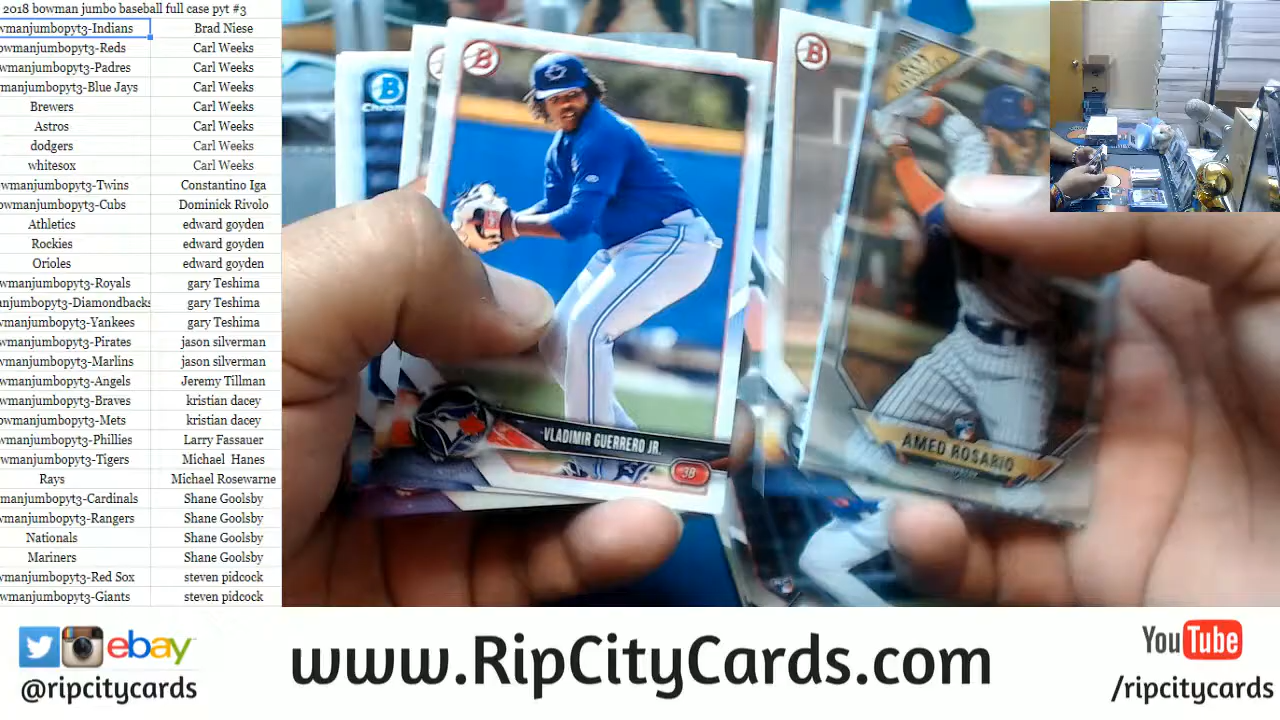 2018 bowman jumbo baseball full case pyt #3
wmanjumbopyt3-Indians Brad Niese
owmanjumbopyt3-Reds Carl Weeks
wmanjumbopyt3-Padres Carl Weeks
manjumbopyt3-Blue Jays Carl Weeks
Brewers Carl Weeks
Astros Carl Weeks
dodgers Carl Weeks
whitesox Carl Weeks
owmanjumbopyt3-Twins Constantino Iga
owmanjumbopyt3-Cubs Dominick Rivolo
Athletics edward goyden
Rockies edward goyden
Orioles edward goyden
wmanjumbopyt3-Royals gary Teshima
anjumbopyt3-Diamondbacks gary Teshima
wmanjumbopyt3-Yankees gary Teshima
wmanjumbopyt3-Pirates jason silverman
wmanjumbopyt3-Marlins jason silverman
wmanjumbopyt3-Angels Jeremy Tillman
wmanjumbopyt3-Braves kristian dacey
owmanjumbopyt3-Mets kristian dacey
wmanjumbopyt3-Phillies Larry Fassauer
wmanjumbopyt3-Tigers Michael Hanes
Rays Michael Rosewarne
manjumbopyt3-Cardinals Shane Goolsby
wmanjumbopyt3-Rangers Shane Goolsby
Nationals Shane Goolsby
Mariners Shane Goolsby
wmanjumbopyt3-Red Sox steven pidcock
wmanjumbopyt3-Giants steven pidcock
B
Chrome
B
B
VLADIMIR GUERRERO JR.
3B
AMED ROSARIO
ebay
@ripcitycards
www.RipCityCards.com
YouTube
/ripcitycards